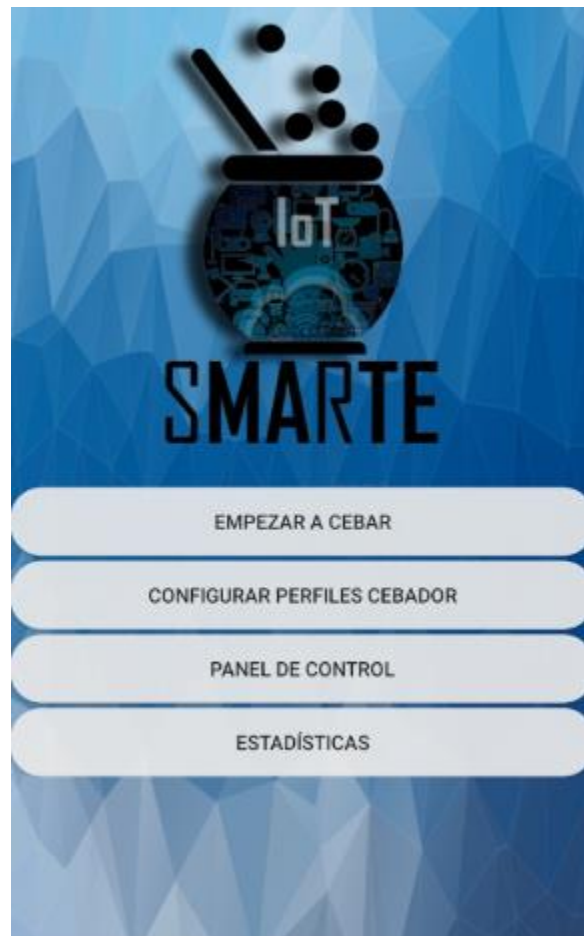 IoT
SMARTE
EMPEZAR A CEBAR
CONFIGURAR PERFILES CEBADOR
PANEL DE CONTROL
ESTADÍSTICAS